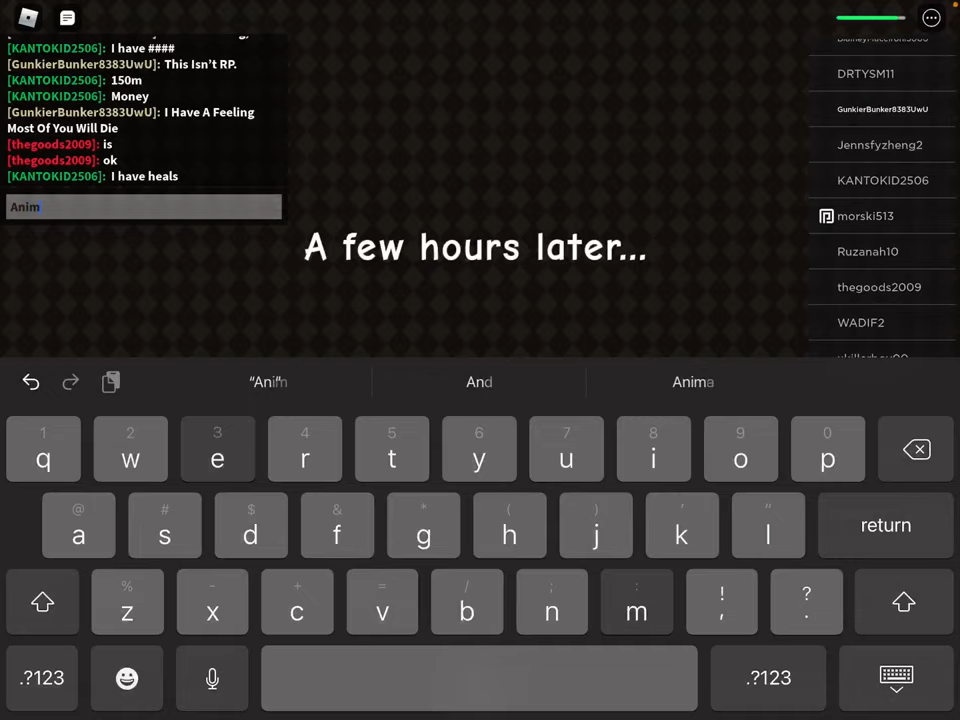 [KANTOKID2506]: I have ####
[GunkierBunker8383UwU]: This Isn't RP.
[KANTOKID2506]: 150m
[KANTOKID2506]: Money
[GunkierBunker8383UwU]: I Have A Feeling
Most Of You Will Die
[thegoods2009]: is
[thegoods2009]: ok
[KANTOKID2506]: I have heals
Anim
A few hours later...
DRTYSM11
GunkierBunker8383UwU
Jennsfyzheng2
KANTOKID2506
morski513
Ruzanah10
thegoods2009
WADIF2
And
Anima
1 2 3 4 5 6 7 8 9 0
q w e r t y u i o p
@ # $ & * ( ) ' "
a s d f g h j k l return
% - + = / ; : ! ?
z x c v b n m , .
.?123 .?123